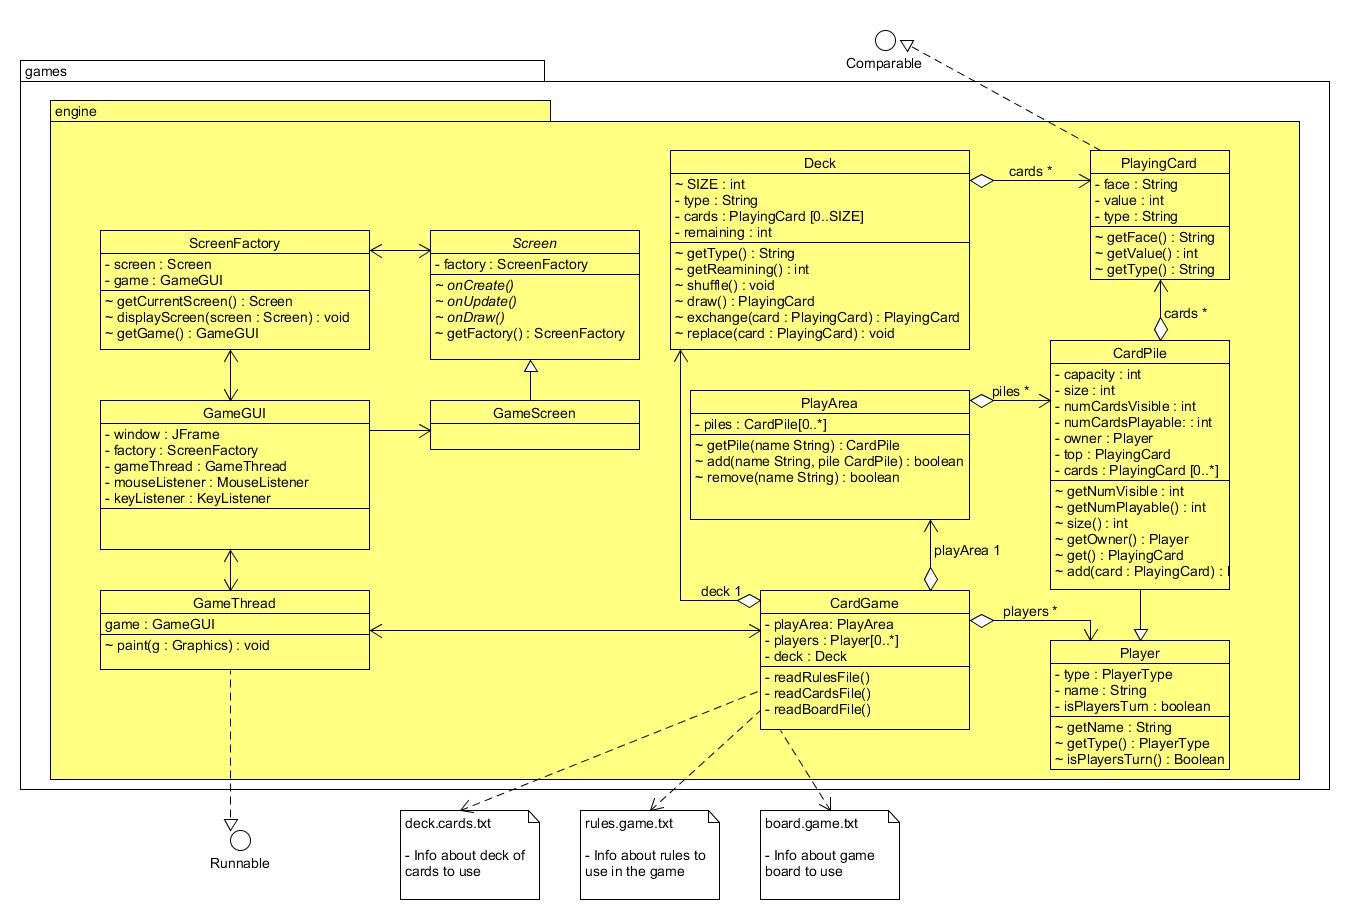 Comparable
games
engine
ScreenFactory
- screen : Screen
- game : GameGUI
~ getCurrentScreen() : Screen
~ displayScreen(screen : Screen) : void
~ getGame() : GameGUI
Screen
- factory : ScreenFactory
~ onCreate()
~ onUpdate()
~ onDraw()
~ getFactory() : ScreenFactory
Deck
~ SIZE : int
- type : String
- cards : PlayingCard [0..SIZE]
- remaining : int
~ getType() : String
~ getReamining() : int
~ shuffle() : void
~ draw() : PlayingCard
~ exchange(card : PlayingCard) : PlayingCard
~ replace(card : PlayingCard) : void
cards *
PlayingCard
- face : String
- value : int
- type : String
~ getFace() : String
~ getValue() : int
~ getType() : String
cards *
GameGUI
- window : JFrame
- factory : ScreenFactory
- gameThread : GameThread
- mouseListener : MouseListener
- keyListener : KeyListener
GameScreen
PlayArea
- piles : CardPile[0..*]
~ getPile(name String) : CardPile
~ add(name String, pile CardPile) : boolean
~ remove(name String) : boolean
piles *
CardPile
- capacity : int
- size : int
- numCardsVisible : int
- numCardsPlayable: : int
- owner : Player
- top : PlayingCard
- cards : PlayingCard [0..*]
~ getNumVisible : int
~ getNumPlayable() : int
~ size() : int
~ getOwner() : Player
~ get() : PlayingCard
~ add(card : PlayingCard) :
playArea 1
deck 1
GameThread
game : GameGUI
~ paint(g : Graphics) : void
CardGame
- playArea: PlayArea
- players : Player[0..*]
- deck : Deck
- readRulesFile()
- readCardsFile()
- readBoardFile()
players *
Player
- type : PlayerType
- name : String
- isPlayersTurn : boolean
~ getName : String
~ getType() : PlayerType
~ isPlayersTurn() : Boolean
Runnable
deck.cards.txt
- Info about deck of
cards to use
rules.game.txt
- Info about rules to
use in the game
board.game.txt
- Info about game
board to use